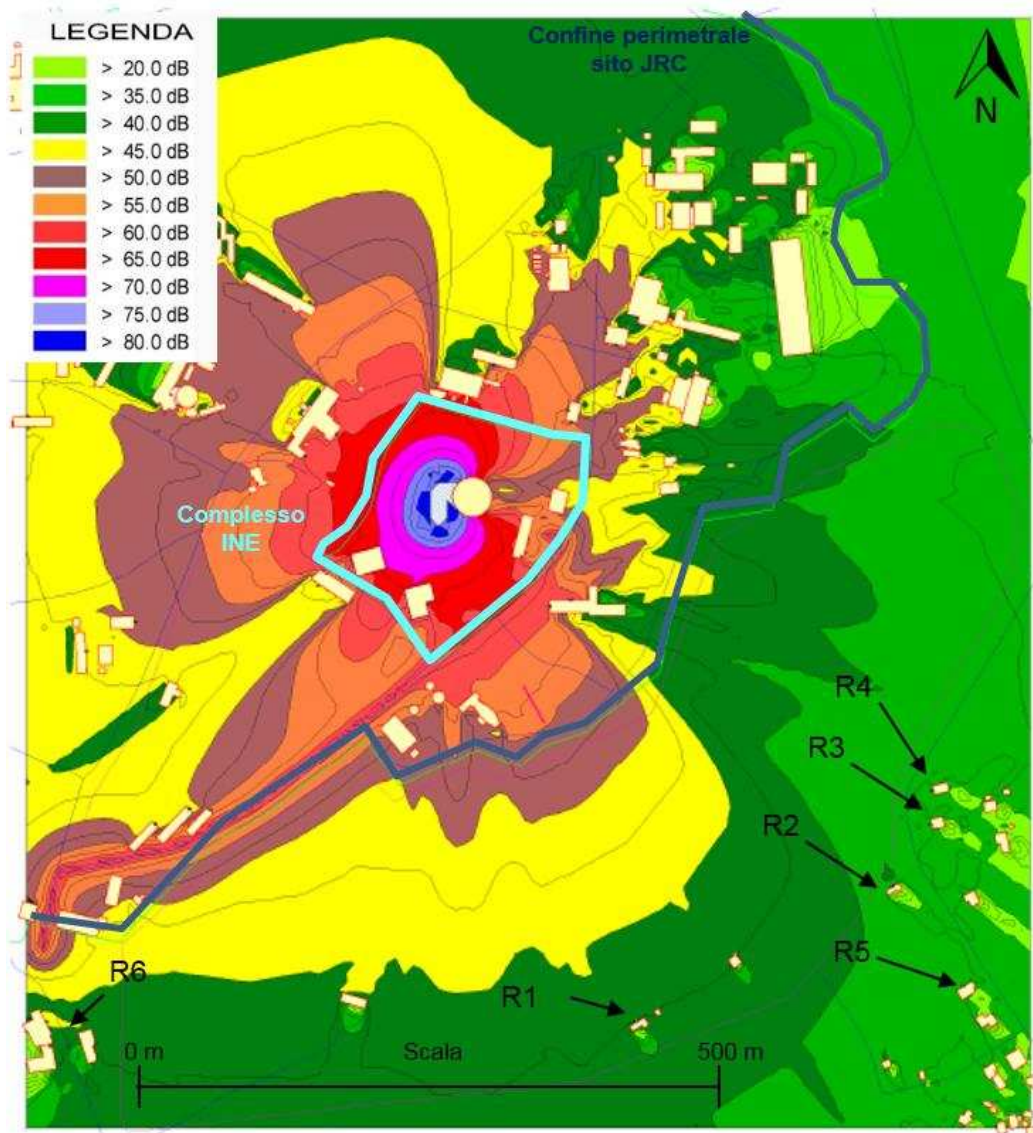 LEGENDA
> 20.0 dB
> 35.0 dB
> 40.0 dB
> 45.0 dB
> 50.0 dB
> 55.0 dB
> 60.0 dB
> 65.0 dB
> 70.0 dB
> 75.0 dB
> 80.0 dB
Confine perimetrale
sito JRC
N
Complesso
INE
R4
R3
R2
R5
R6
R1
0 m
Scala
500 m